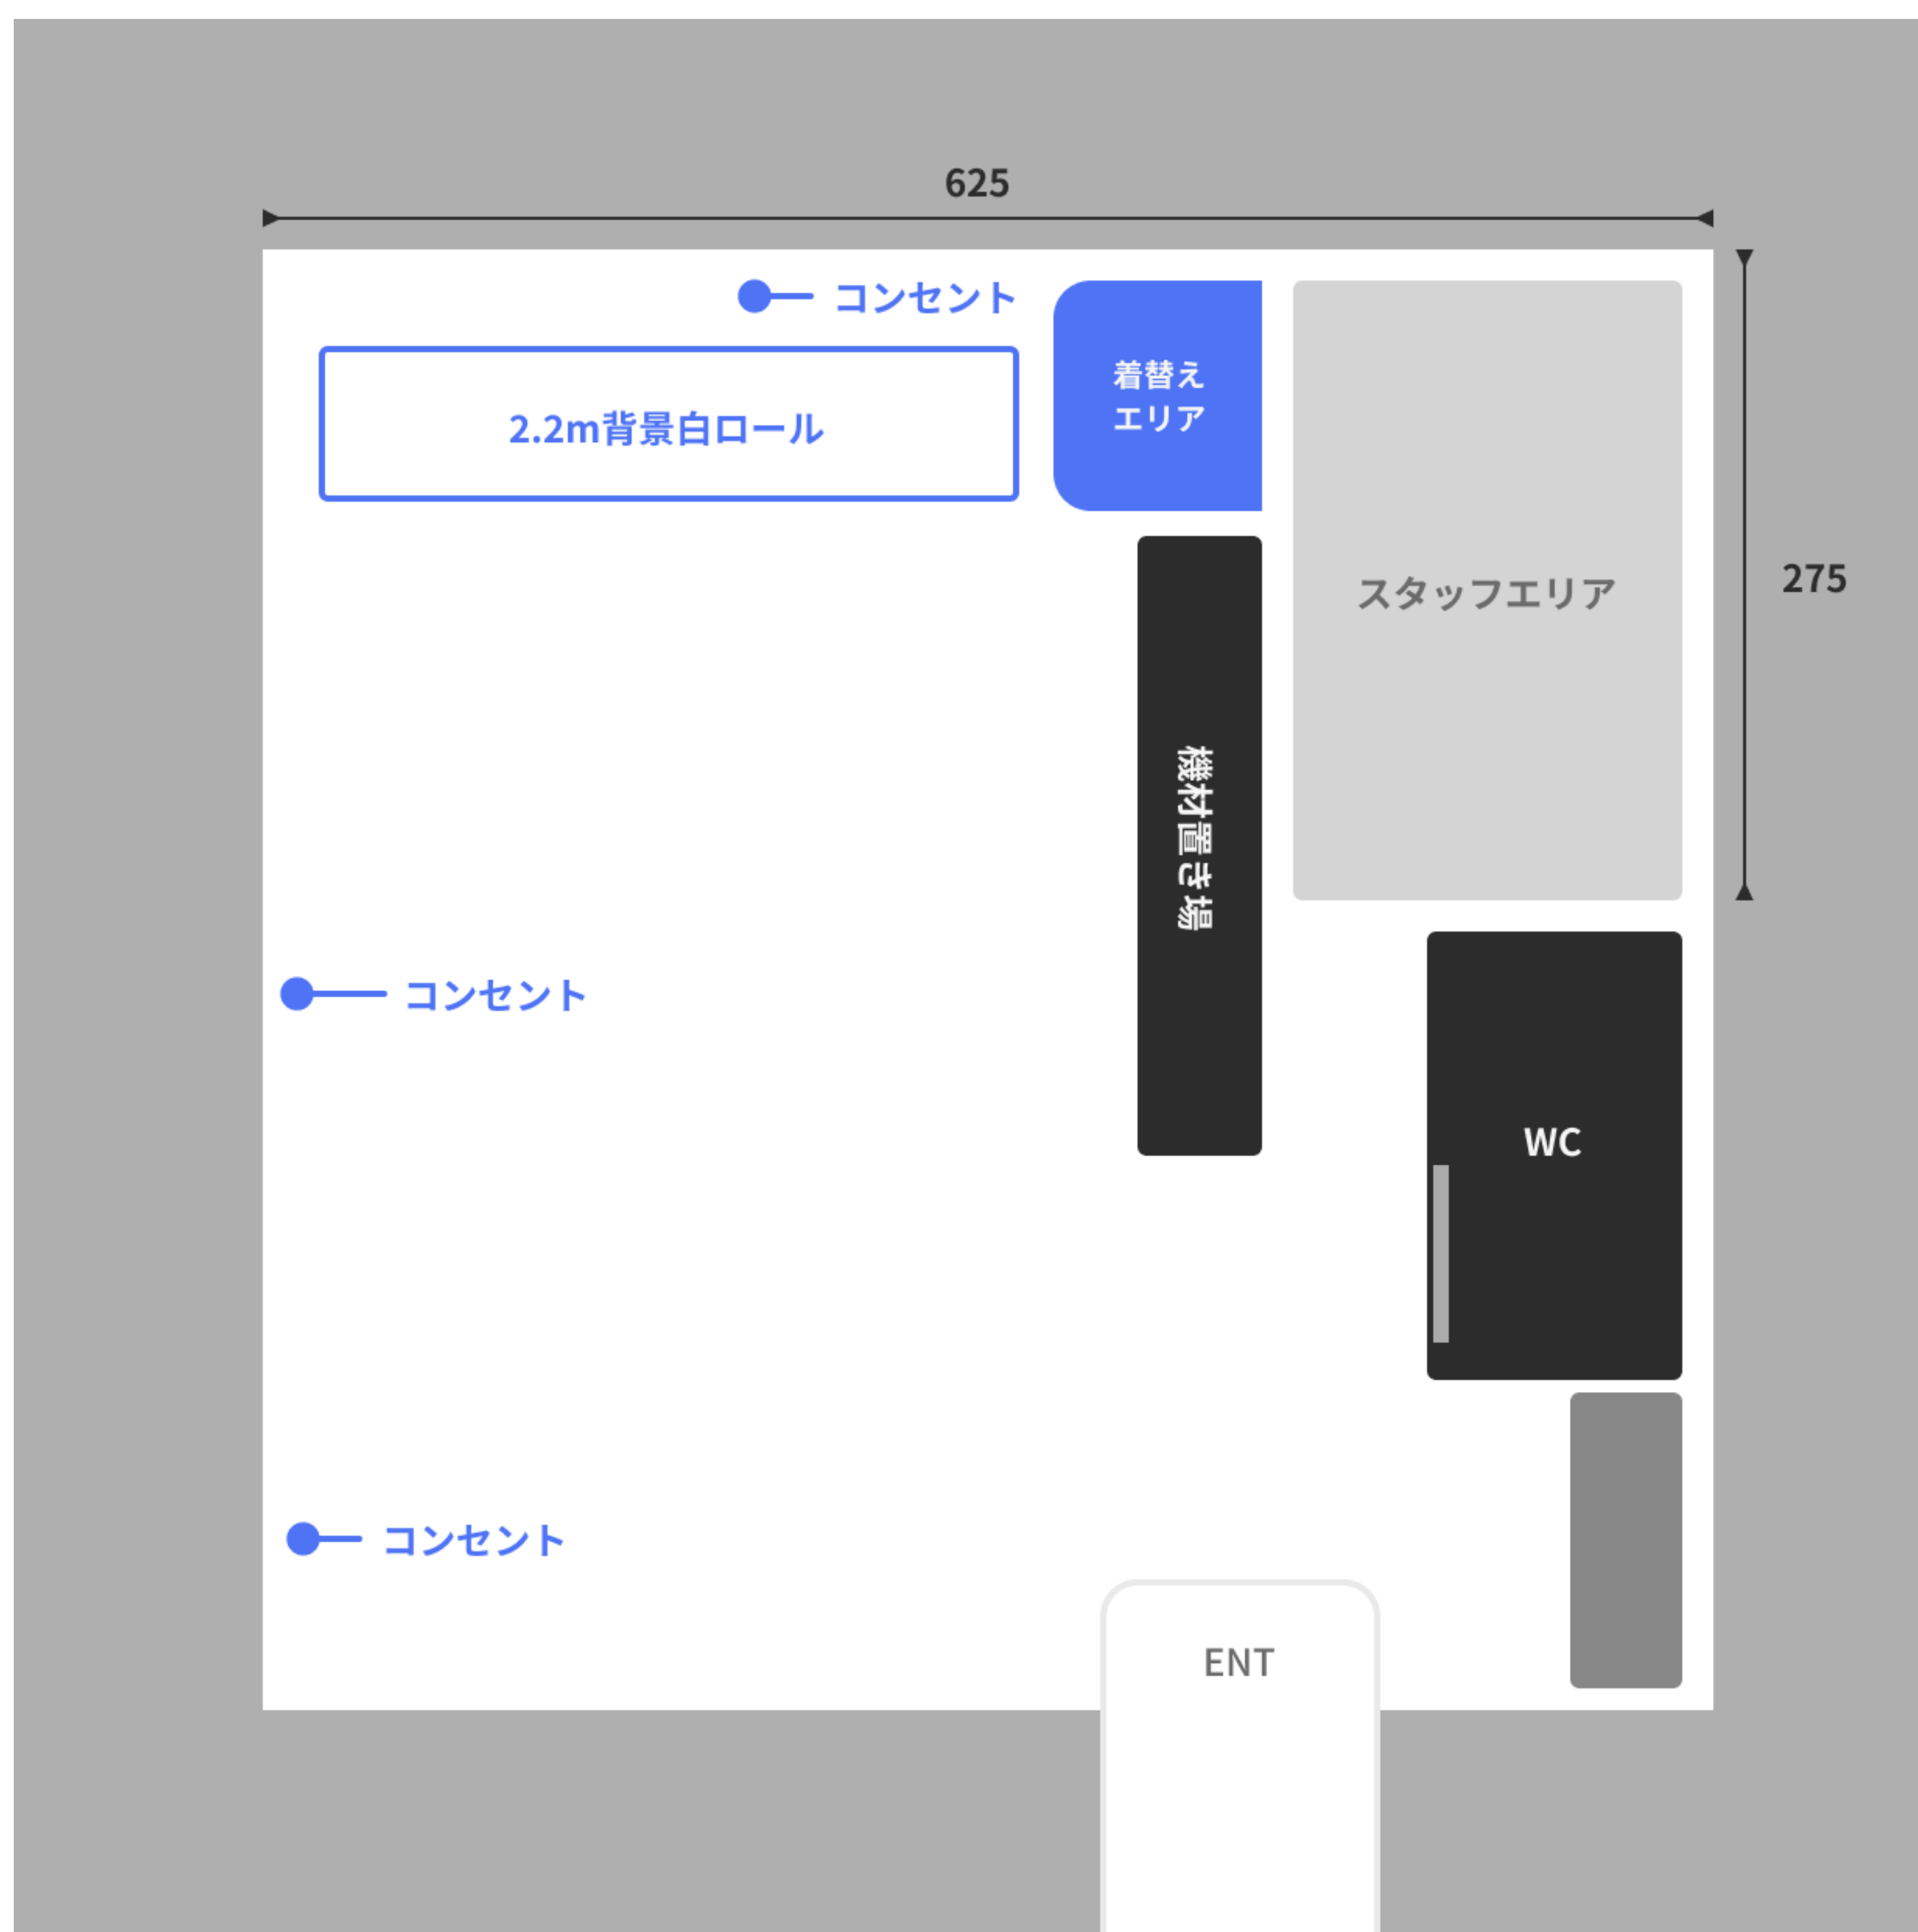 625
コンセント
着替え
エリア
2.2m背景白ロール
スタッフエリア
275
機材置き場
コンセント
WC
コンセント
ENT